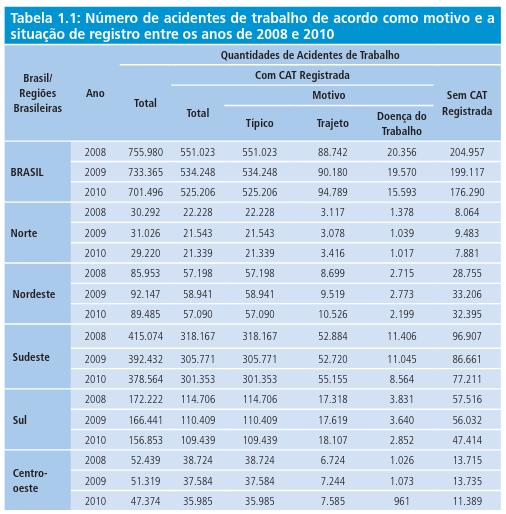 Tabela 1.1: Número de acidentes de trabalho de acordo como motivo e a
situação de registro entre os anos de 2008 e 2010
Brasil/
Regiões
Brasileiras
Ano
Quantidades de Acidentes de Trabalho
Total
Com CAT Registrada
Sem CAT
Registrada
Total
Motivo
Típico
Trajeto
Doença do
Trabalho
BRASIL
2008 755.980 551.023 551.023 88.742 20.356 204.957
2009 733.365 534.248 534.248 90.180 19.570 199.117
2010 701.496 525.206 525.206 94.789 15.593 176.290
Norte
2008 30.292 22.228 22.228 3.117 1.378 8.064
2009 31.026 21.543 21.543 3.078 1.039 9.483
2010 29.220 21.339 21.339 3.416 1.017 7.881
Nordeste
2008 85.953 57.198 57.198 8.699 2.715 28.755
2009 92.147 58.941 58.941 9.519 2.773 33.206
2010 89.485 57.090 57.090 10.526 2.199 32.395
Sudeste
2008 415.074 318.167 318.167 52.884 11.406 96.907
2009 392.432 305.771 305.771 52.720 11.045 86.661
2010 378.564 301.353 301.353 55.155 8.564 77.211
Sul
2008 172.222 114.706 114.706 17.318 3.831 57.516
2009 166.441 110.409 110.409 17.619 3.640 56.032
2010 156.853 109.439 109.439 18.107 2.852 47.414
Centro-
oeste
2008 52.439 38.724 38.724 6.724 1.026 13.715
2009 51.319 37.584 37.584 7.244 1.073 13.735
2010 47.374 35.985 35.985 7.585 961 11.389